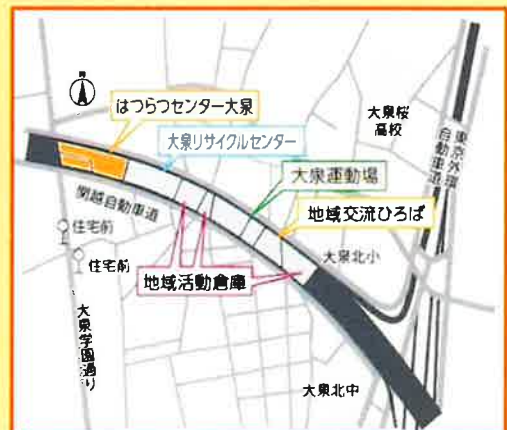 はつらつセンター大泉
大泉リサイクルセンター
大泉桜
高校
東京外環
自動車道
大泉運動場
関越自動車道
地域交流ひろば
住宅前
住宅前
大泉北小
地域活動倉庫
大泉学園通り
大泉北中